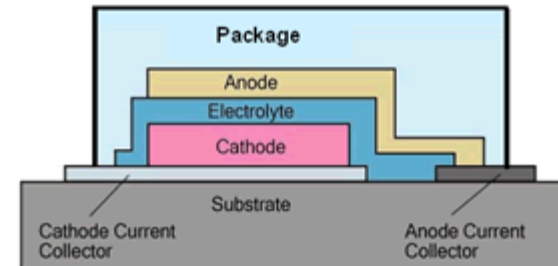 Package
Anode
Electrolyte
Cathode
Substrate
Cathode Current
Collector
Anode Current
Collector